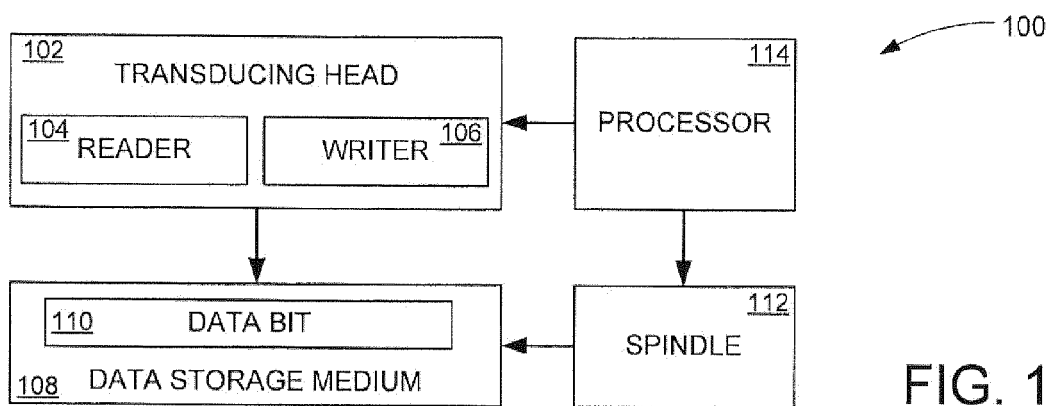 100
102
TRANSDUCING HEAD
104
READER
106
WRITER
114
PROCESSOR
110
DATA BIT
108
DATA STORAGE MEDIUM
112
SPINDLE
FIG. 1